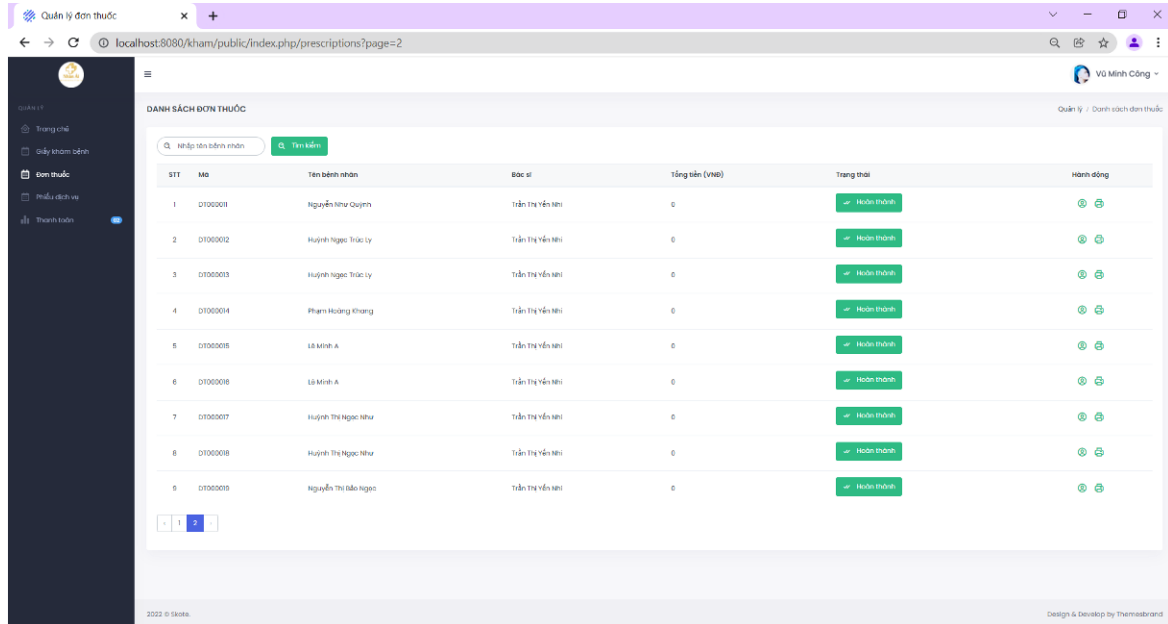 Quản lý đơn thuốc
localhost:8080/kham/public/index.php/prescriptions?page=2
Vũ Minh Công
QUẢN LÝ
Trang chủ
Giấy khám bệnh
Đơn thuốc
Phiếu dịch vụ
Thanh toán
DANH SÁCH ĐƠN THUỐC
Quản lý / Danh sách đơn thuốc
Nhập tên bệnh nhân Tìm kiếm
STT Mã Tên bệnh nhân Bác sĩ Tổng tiền (VNĐ) Trạng thái Hành động
1 DT000011 Nguyễn Như Quỳnh Trần Thị Yến Nhi 0 Hoàn thành
2 DT000012 Huỳnh Ngọc Trúc Ly Trần Thị Yến Nhi 0 Hoàn thành
3 DT000013 Huỳnh Ngọc Trúc Ly Trần Thị Yến Nhi 0 Hoàn thành
4 DT000014 Phạm Hoàng Khang Trần Thị Yến Nhi 0 Hoàn thành
5 DT000015 Lê Minh A Trần Thị Yến Nhi 0 Hoàn thành
6 DT000016 Lê Minh A Trần Thị Yến Nhi 0 Hoàn thành
7 DT000017 Huỳnh Thị Ngọc Như Trần Thị Yến Nhi 0 Hoàn thành
8 DT000018 Huỳnh Thị Ngọc Như Trần Thị Yến Nhi 0 Hoàn thành
9 DT000019 Nguyễn Thị Bảo Ngọc Trần Thị Yến Nhi 0 Hoàn thành
‹ 1 2 ›
2022 © Skote.
Design & Develop by Themesbrand